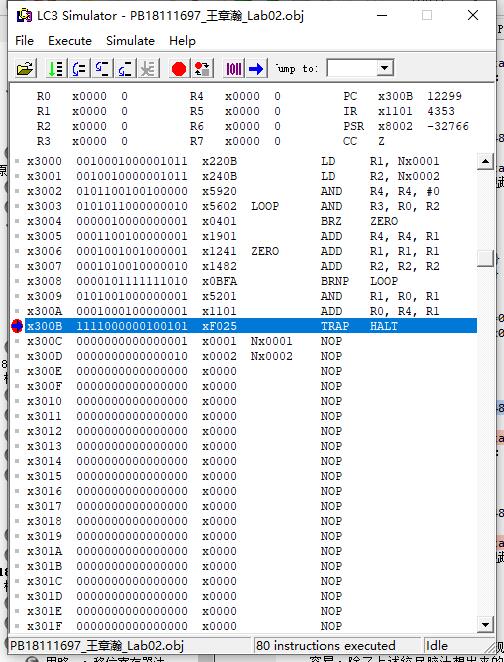 LC3 Simulator - PB18111697_王章瀚_Lab02.obj
File Execute Simulate Help
Jump to:
R0 x0000 0 R4 x0000 0 PC x300B 12299
R1 x0000 0 R5 x0000 0 IR x1101 4353
R2 x0000 0 R6 x0000 0 PSR x8002 -32766
R3 x0000 0 R7 x0000 0 CC Z
x3000 0010001000001011 x220B LD R1, Nx0001
x3001 0010010000001011 x240B LD R2, Nx0002
x3002 0101100100100000 x5920 AND R4, R4, #0
x3003 0101011000000010 x5602 LOOP AND R3, R0, R2
x3004 0000010000000001 x0401 BRZ ZERO
x3005 0001100100000001 x1901 ADD R4, R4, R1
x3006 0001001001000001 x1241 ZERO ADD R1, R1, R1
x3007 0001010010000010 x1482 ADD R2, R2, R2
x3008 0000101111111010 x0BFA BRNP LOOP
x3009 0101001000000001 x5201 AND R1, R0, R1
x300A 0001000100000001 x1101 ADD R0, R4, R1
x300B 1111000000100101 xF025 TRAP HALT
x300C 0000000000000001 x0001 Nx0001 NOP
x300D 0000000000000010 x0002 Nx0002 NOP
x300E 0000000000000000 x0000 NOP
x300F 0000000000000000 x0000 NOP
x3010 0000000000000000 x0000 NOP
x3011 0000000000000000 x0000 NOP
x3012 0000000000000000 x0000 NOP
x3013 0000000000000000 x0000 NOP
x3014 0000000000000000 x0000 NOP
x3015 0000000000000000 x0000 NOP
x3016 0000000000000000 x0000 NOP
x3017 0000000000000000 x0000 NOP
x3018 0000000000000000 x0000 NOP
x3019 0000000000000000 x0000 NOP
x301A 0000000000000000 x0000 NOP
x301B 0000000000000000 x0000 NOP
x301C 0000000000000000 x0000 NOP
x301D 0000000000000000 x0000 NOP
x301E 0000000000000000 x0000 NOP
x301F 0000000000000000 x0000 NOP
PB18111697_王章瀚_Lab02.obj 80 instructions executed Idle